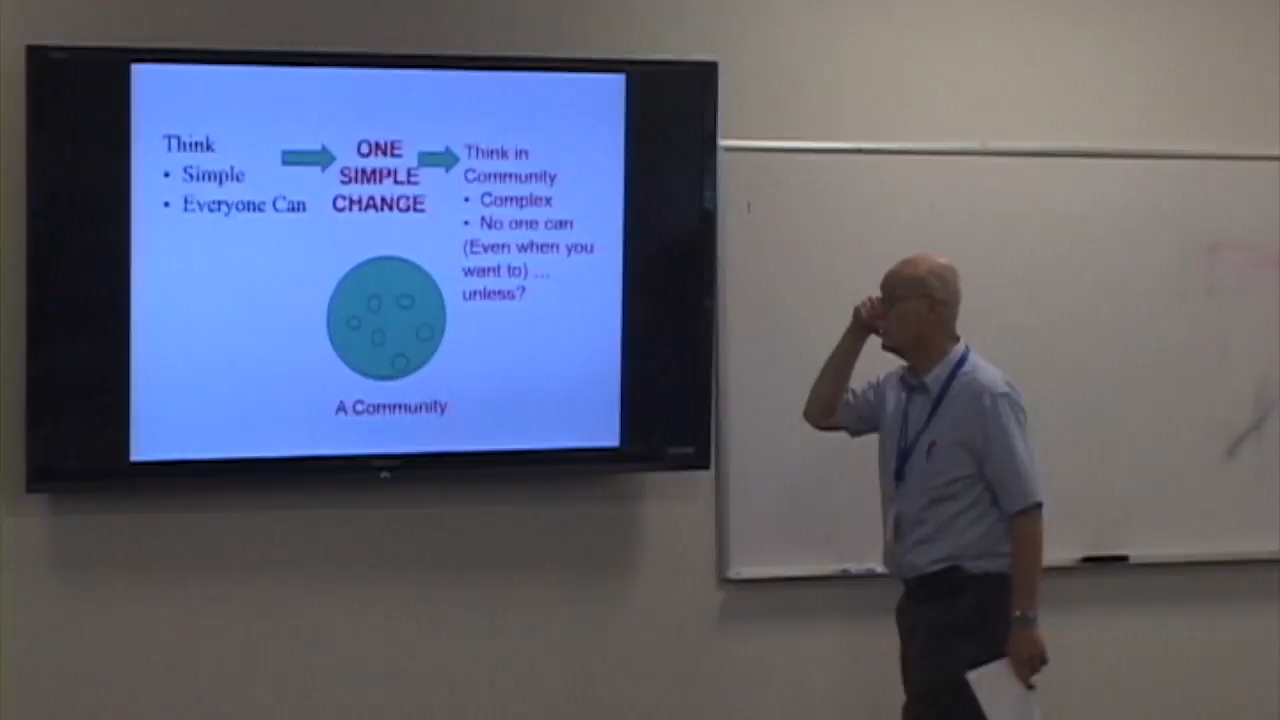 Think
• Simple
• Everyone Can
ONE
SIMPLE
CHANGE
Think in
Community
• Complex
• No one can
(Even when you
want to) ...
unless?
A Community